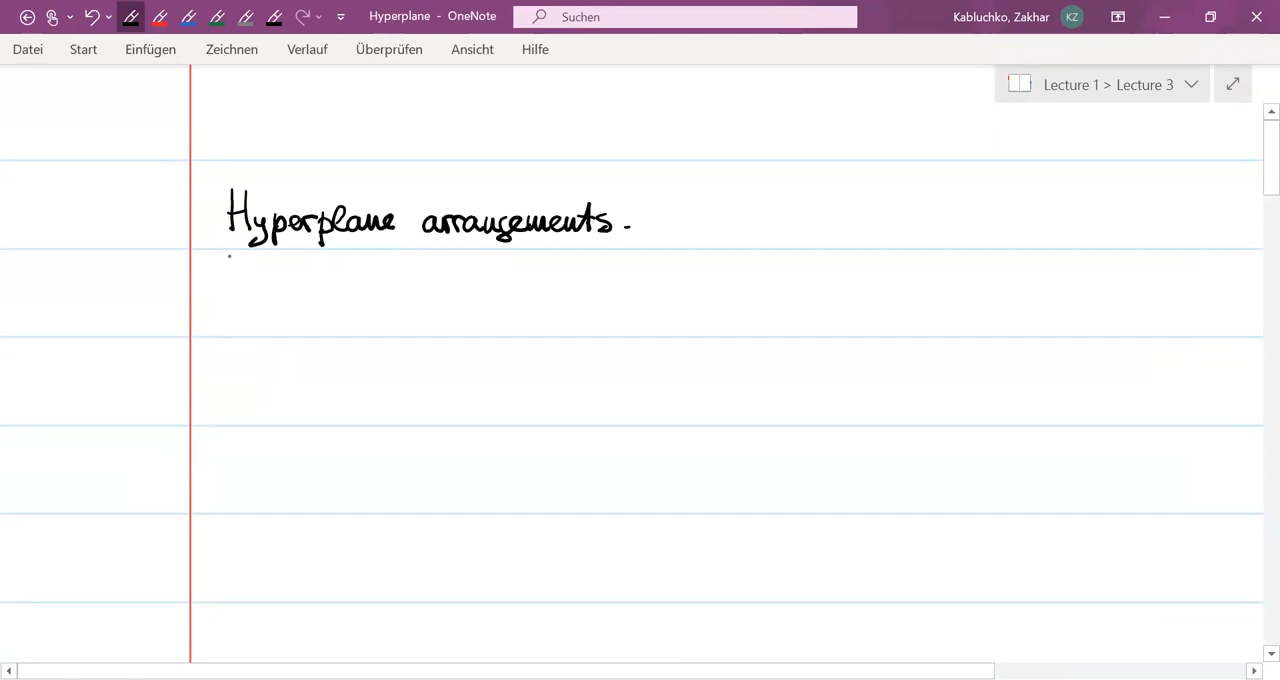 Hyperplane - OneNote
Suchen
Kabluchko, Zakhar
KZ
Datei Start Einfügen Zeichnen Verlauf Überprüfen Ansicht Hilfe
Lecture 1 > Lecture 3
Hyperplane arrangements.